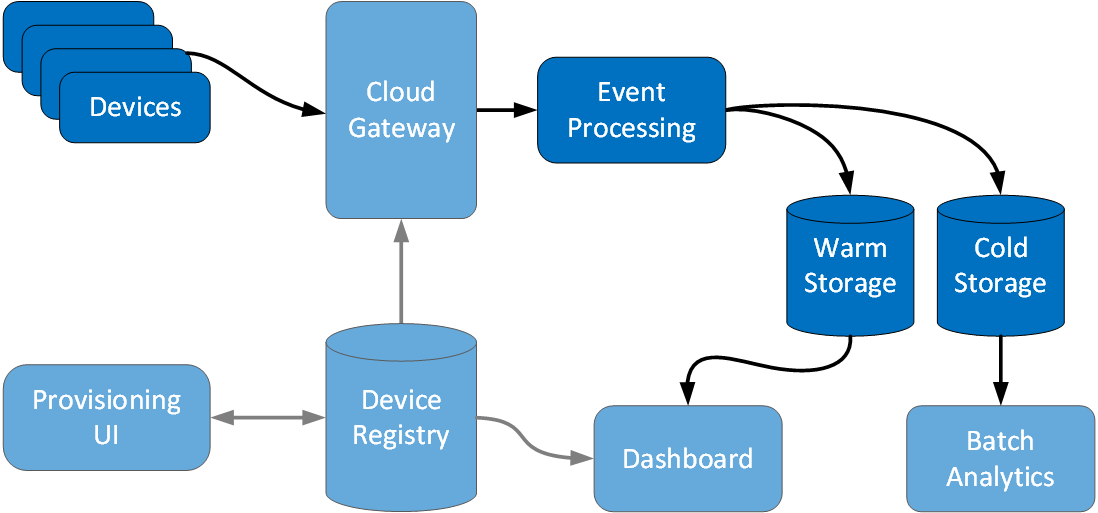 Devices
Cloud
Gateway
Event
Processing
Warm
Storage
Cold
Storage
Provisioning
UI
Device
Registry
Dashboard
Batch
Analytics